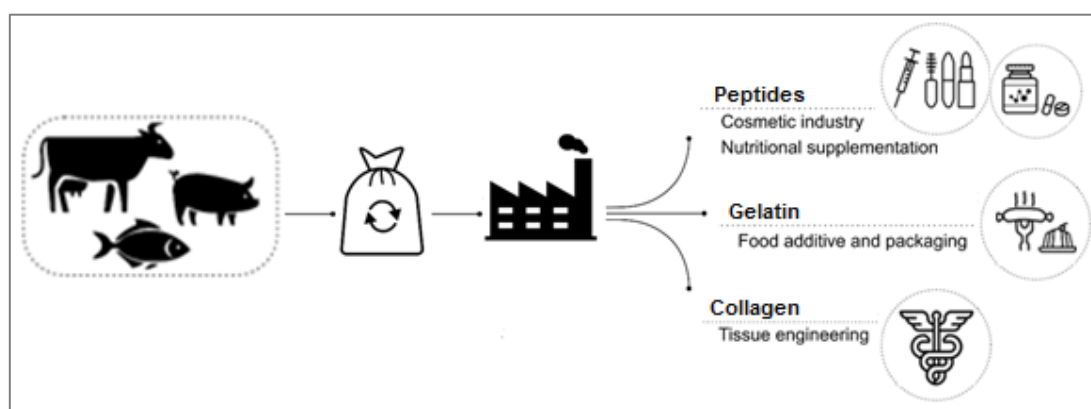 Peptides
Cosmetic industry
Nutritional supplementation
Gelatin
Food additive and packaging
Collagen
Tissue engineering